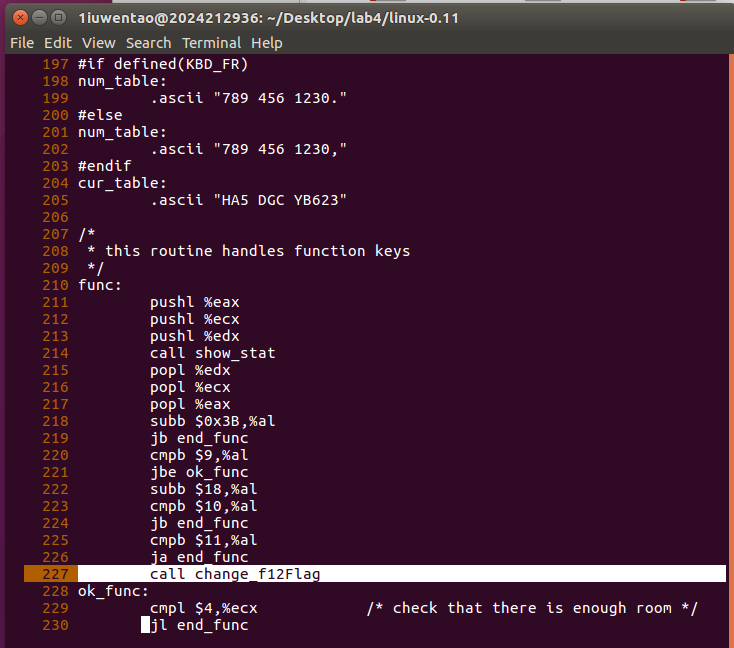 1iuwentao@2024212936: ~/Desktop/lab4/linux-0.11
File Edit View Search Terminal Help
197 #if defined(KBD_FR)
198 num_table:
199 .ascii "789 456 1230."
200 #else
201 num_table:
202 .ascii "789 456 1230,"
203 #endif
204 cur_table:
205 .ascii "HA5 DGC YB623"
206
207 /*
208 * this routine handles function keys
209 */
210 func:
211 pushl %eax
212 pushl %ecx
213 pushl %edx
214 call show_stat
215 popl %edx
216 popl %ecx
217 popl %eax
218 subb $0x3B,%al
219 jb end_func
220 cmpb $9,%al
221 jbe ok_func
222 subb $18,%al
223 cmpb $10,%al
224 jb end_func
225 cmpb $11,%al
226 ja end_func
227 call change_f12Flag
228 ok_func:
229 cmpl $4,%ecx /* check that there is enough room */
230 jl end_func